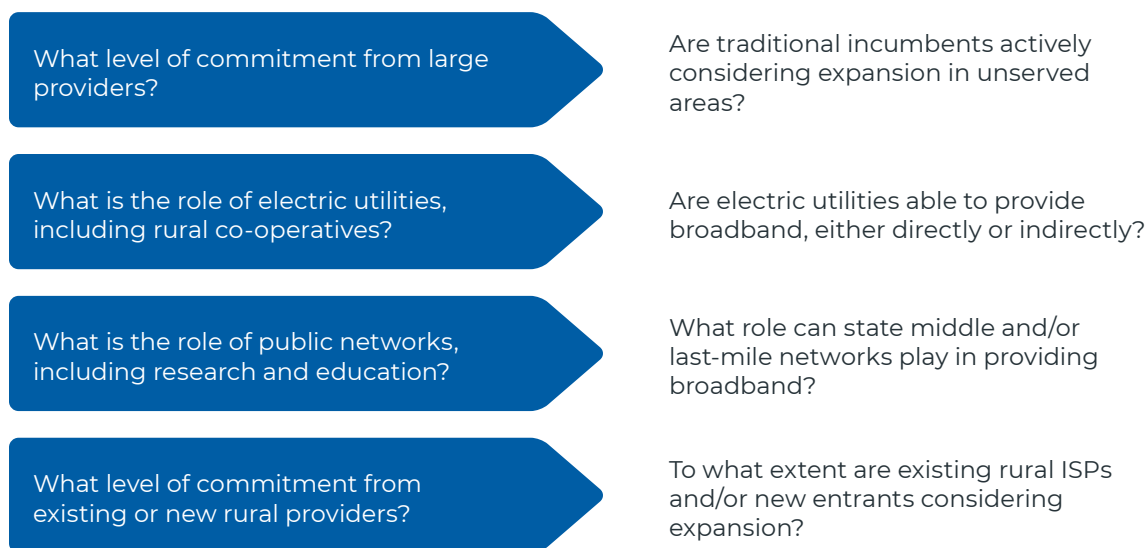 What level of commitment from large
providers?
Are traditional incumbents actively
considering expansion in unserved
areas?
What is the role of electric utilities,
including rural co-operatives?
Are electric utilities able to provide
broadband, either directly or indirectly?
What is the role of public networks,
including research and education?
What role can state middle and/or
last-mile networks play in providing
broadband?
What level of commitment from
existing or new rural providers?
To what extent are existing rural ISPs
and/or new entrants considering
expansion?